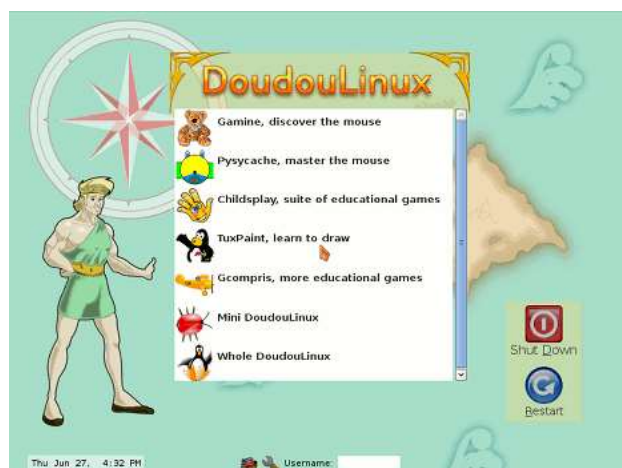 DoudouLinux
Gamine, discover the mouse
Pysycache, master the mouse
Childsplay, suite of educational games
TuxPaint, learn to draw
Gcompris, more educational games
Mini DoudouLinux
Whole DoudouLinux
Shut Down
Restart
Thu Jun 27, 4:32 PM
Username: